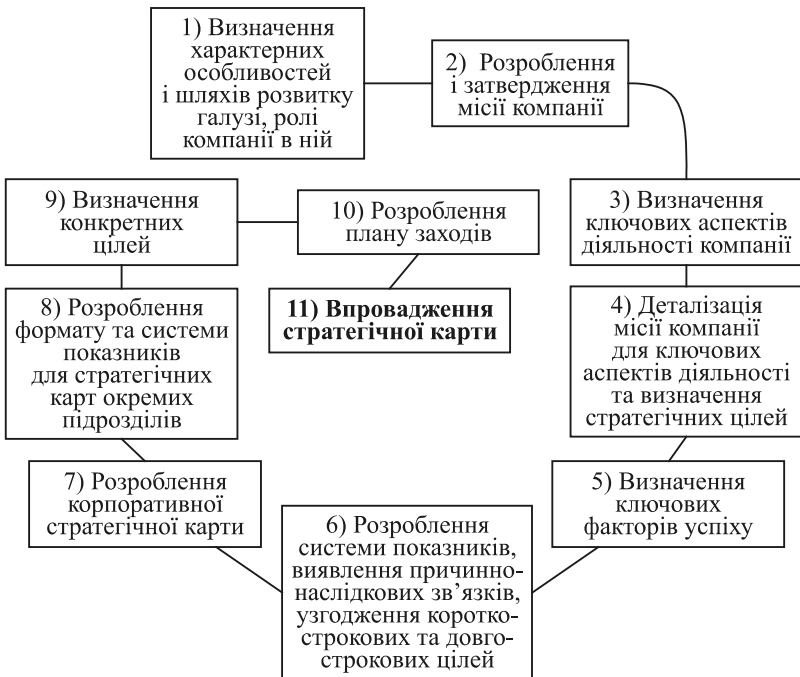 1) Визначення
характерних
особливостей
і шляхів розвитку
галузі, ролі
компанії в ній
2) Розроблення
і затвердження
місії компанії
3) Визначення
ключових аспектів
діяльності компанії
4) Деталізація
місії компанії
для ключових
аспектів діяльності
та визначення
стратегічних цілей
5) Визначення
ключових
факторів успіху
6) Розроблення
системи показників,
виявлення причинно-
наслідкових зв’язків,
узгодження коротко-
строкових та довго-
строкових цілей
7) Розроблення
корпоративної
стратегічної карти
8) Розроблення
формату та системи
показників
для стратегічних
карт окремих
підрозділів
9) Визначення
конкретних
цілей
10) Розроблення
плану заходів
11) Впровадження
стратегічної карти